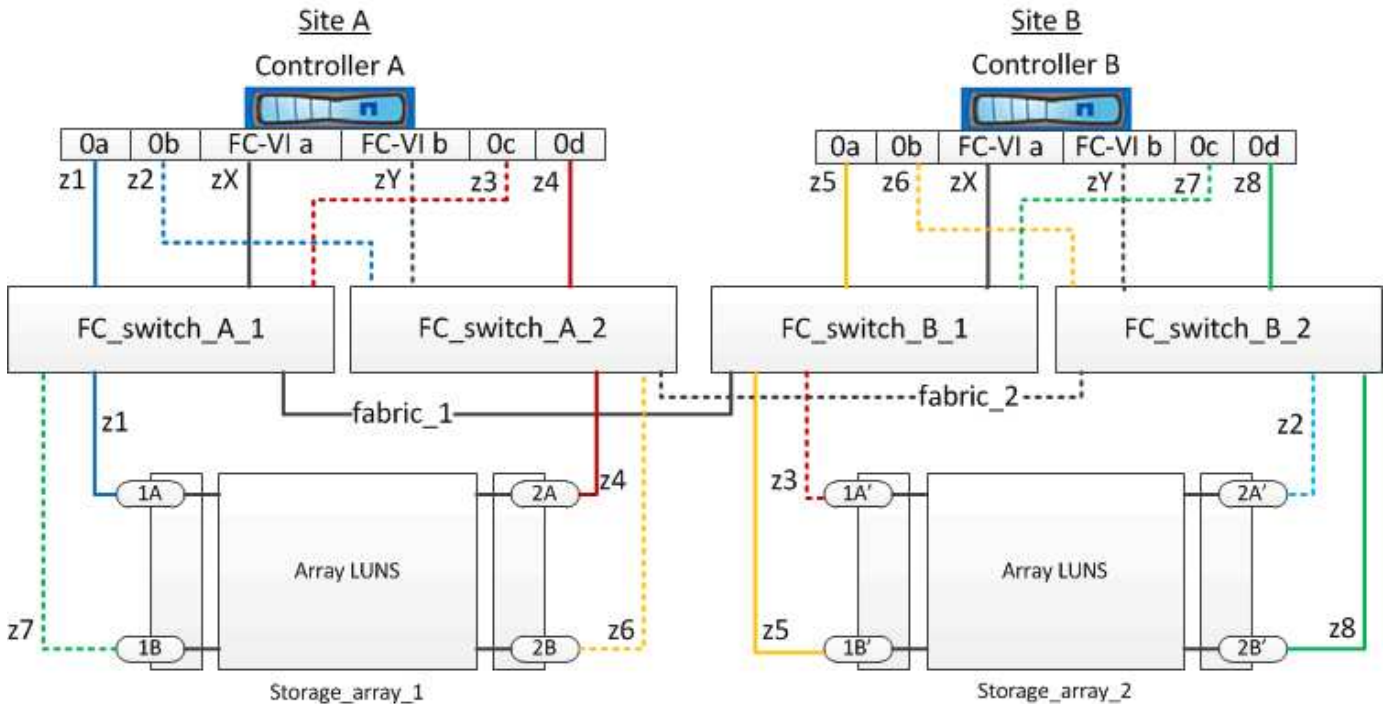 Site A
Site B
Controller A
Controller B
0a 0b FC-VI a FC-VI b 0c 0d
0a 0b FC-VI a FC-VI b 0c 0d
z1 z2 zX zY z3 z4
z5 z6 zX zY z7 z8
FC_switch_A_1
FC_switch_A_2
FC_switch_B_1
FC_switch_B_2
fabric_1
fabric_2
z1
z4
z3
z2
1A
2A
1A’
2A’
Array LUNS
Array LUNS
z7
z6
z5
z8
1B
2B
1B’
2B’
Storage_array_1
Storage_array_2